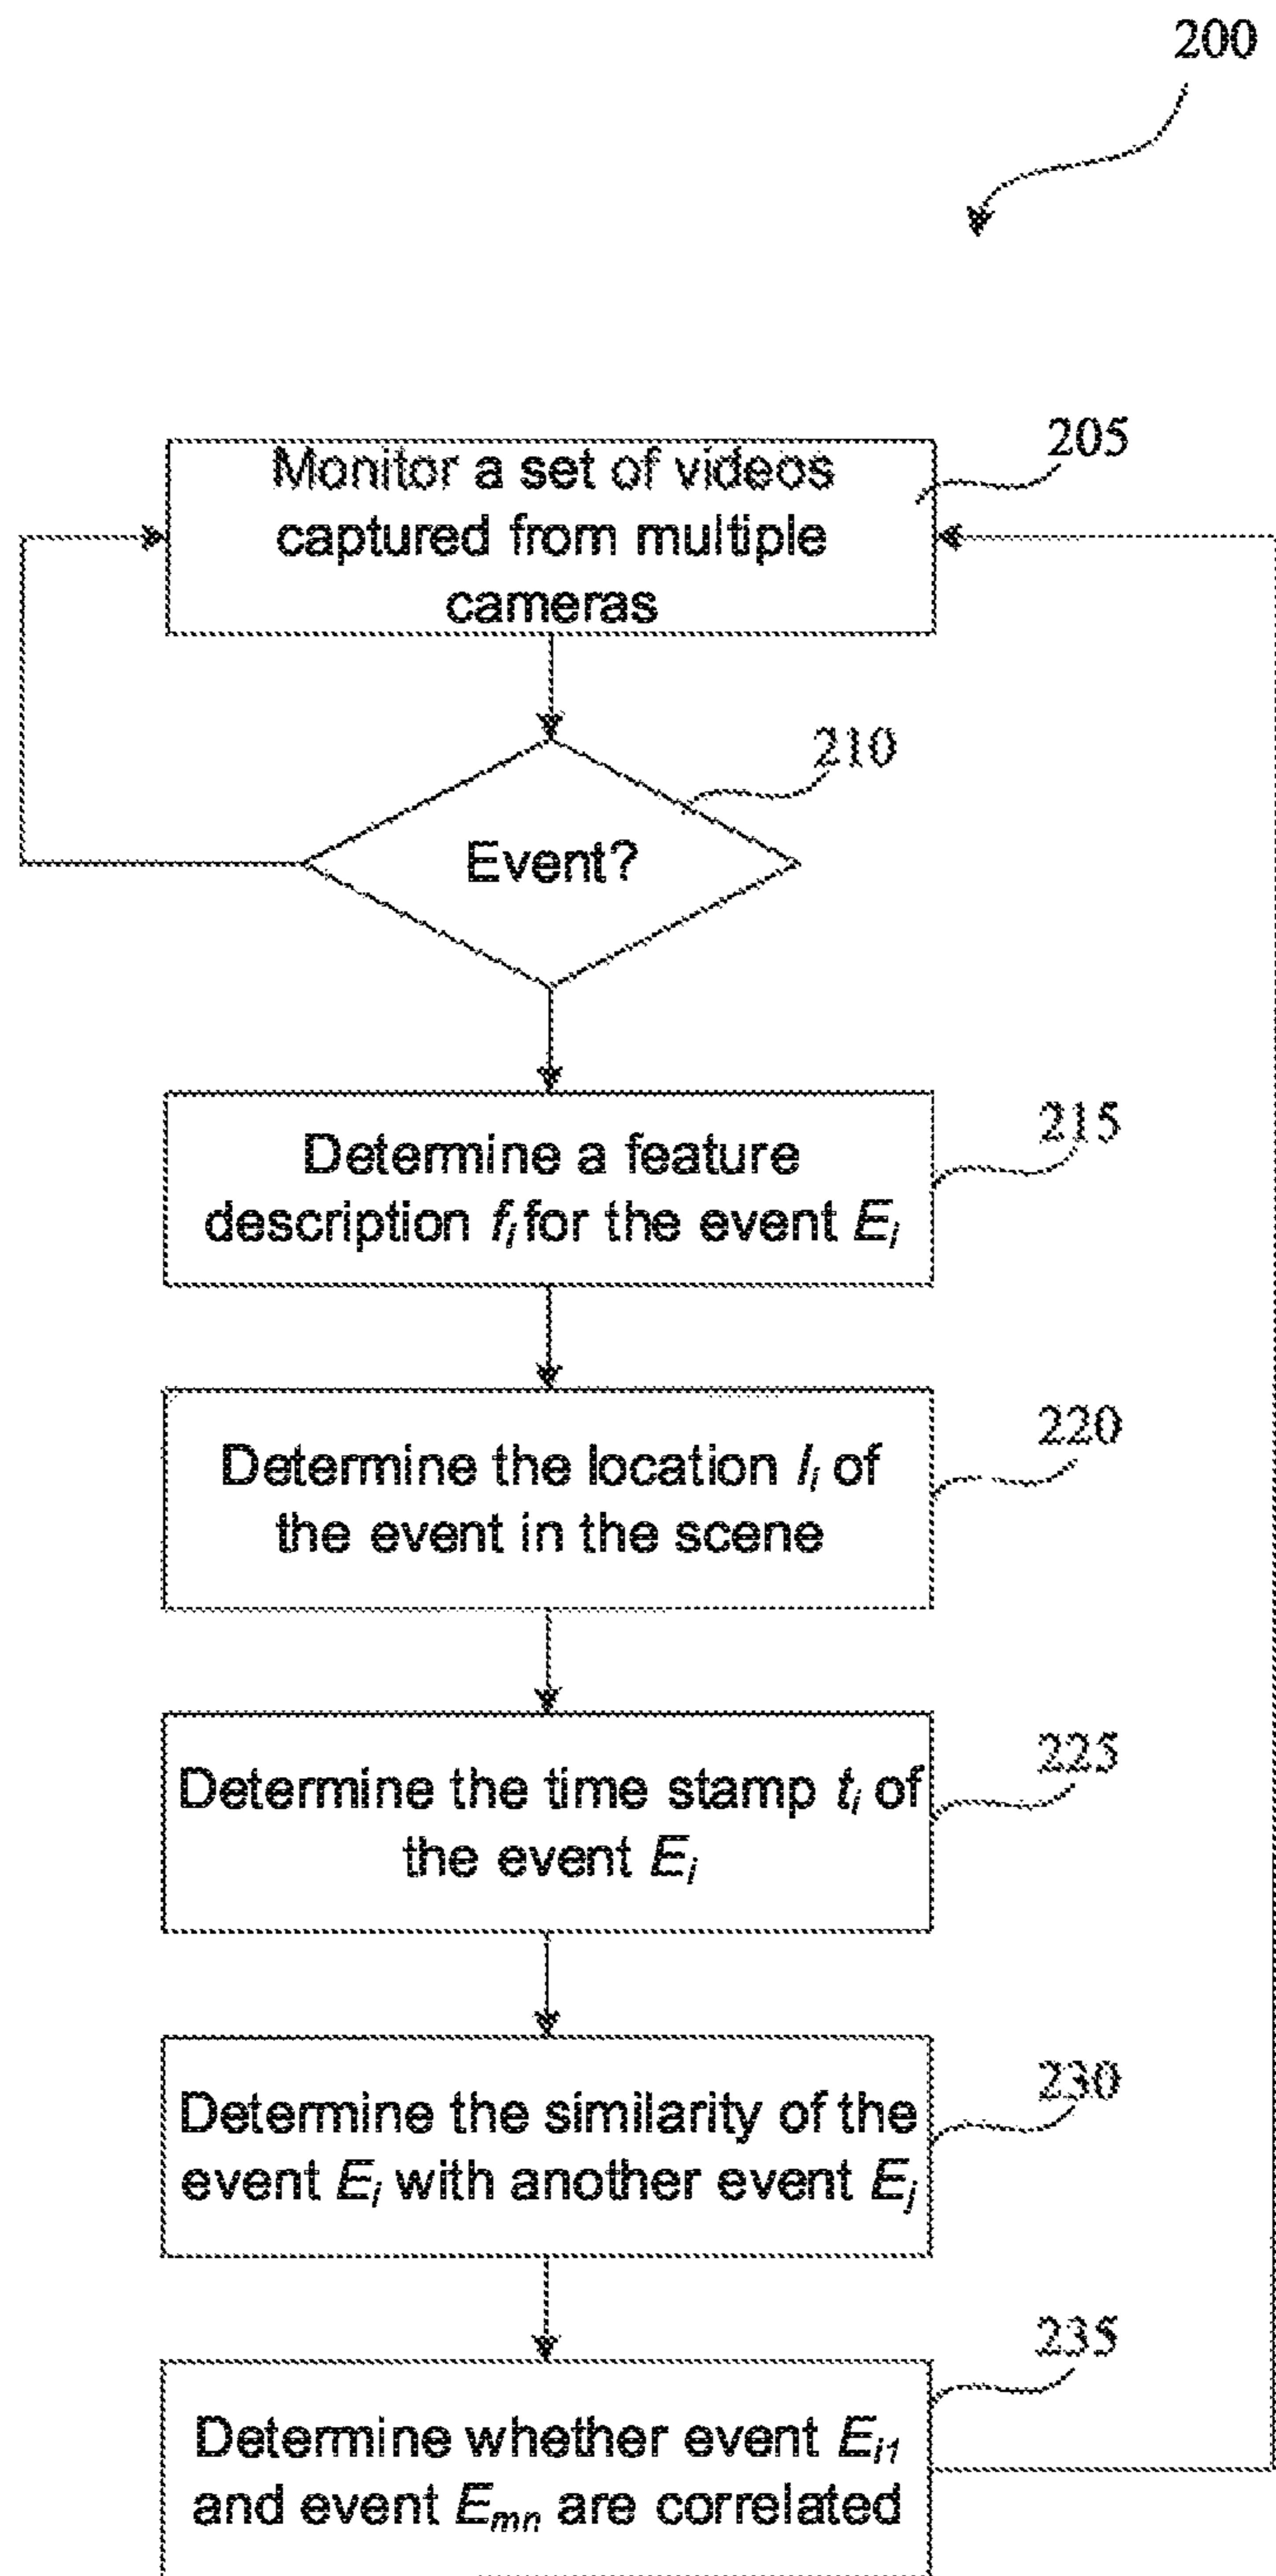 200
205
Monitor a set of videos
captured from multiple
cameras
210
Event?
215
Determine a feature
description fi for the event Ei
220
Determine the location li of
the event in the scene
225
Determine the time stamp ti of
the event Ei
230
Determine the similarity of the
event Ei with another event Ej
235
Determine whether event Ei1
and event Emn are correlated